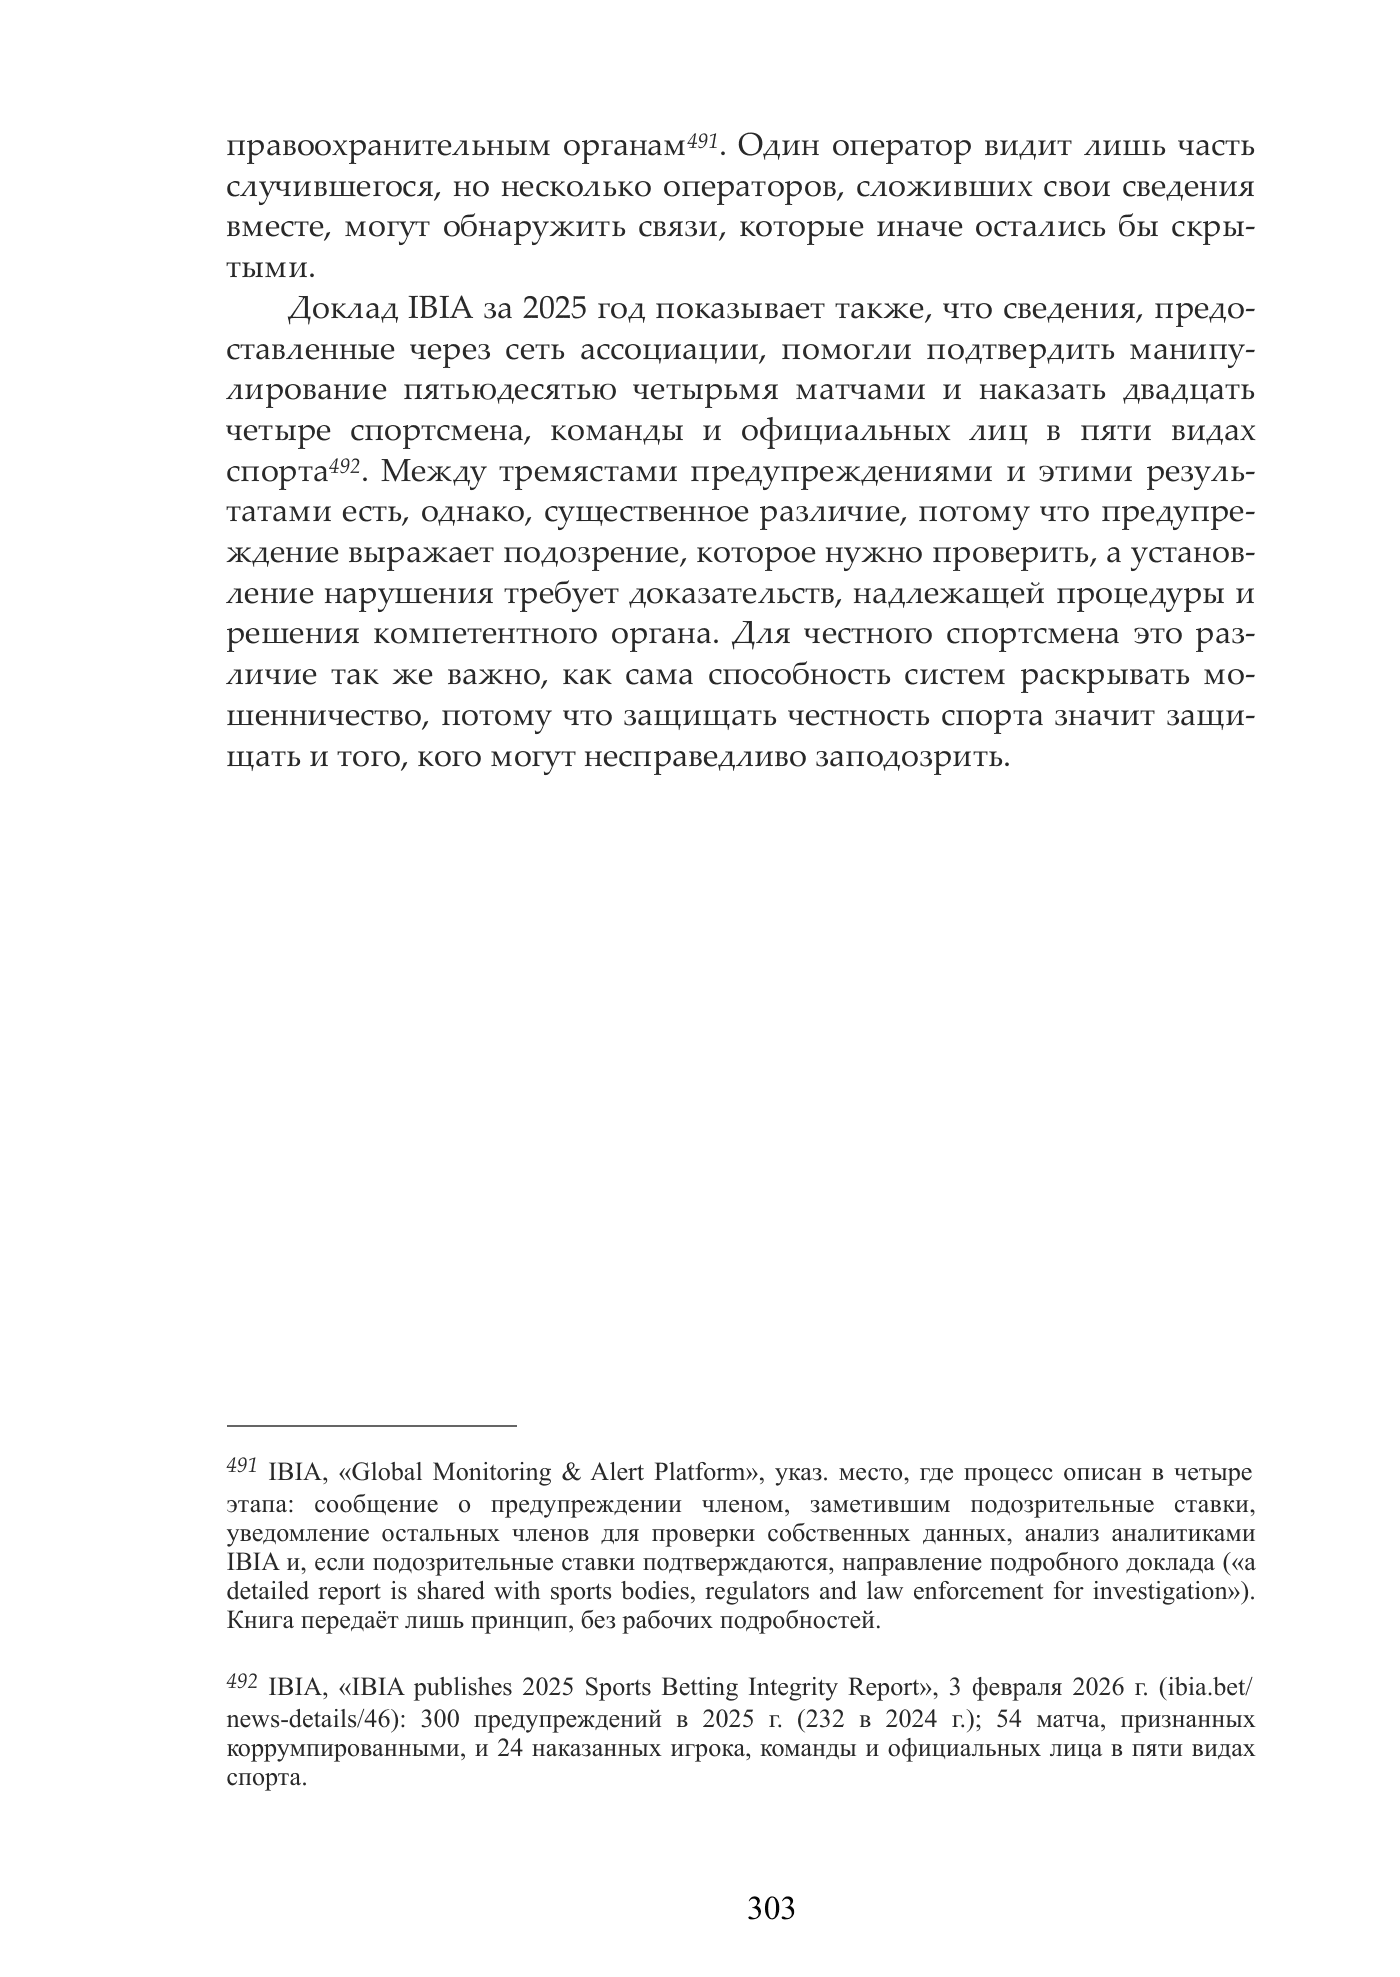 правоохранительным органам491. Один оператор видит лишь часть
случившегося, но несколько операторов, сложивших свои сведения
вместе, могут обнаружить связи, которые иначе остались бы скры-
тыми.
Доклад IBIA за 2025 год показывает также, что сведения, предо-
ставленные через сеть ассоциации, помогли подтвердить манипу-
лирование пятьюдесятью четырьмя матчами и наказать двадцать
четыре спортсмена, команды и официальных лиц в пяти видах
спорта492. Между тремястами предупреждениями и этими резуль-
татами есть, однако, существенное различие, потому что предупре-
ждение выражает подозрение, которое нужно проверить, а установ-
ление нарушения требует доказательств, надлежащей процедуры и
решения компетентного органа. Для честного спортсмена это раз-
личие так же важно, как сама способность систем раскрывать мо-
шенничество, потому что защищать честность спорта значит защи-
щать и того, кого могут несправедливо заподозрить.
491 IBIA, «Global Monitoring & Alert Platform», указ. место, где процесс описан в четыре
этапа: сообщение о предупреждении членом, заметившим подозрительные ставки,
уведомление остальных членов для проверки собственных данных, анализ аналитиками
IBIA и, если подозрительные ставки подтверждаются, направление подробного доклада («a
detailed report is shared with sports bodies, regulators and law enforcement for investigation»).
Книга передаёт лишь принцип, без рабочих подробностей.
492 IBIA, «IBIA publishes 2025 Sports Betting Integrity Report», 3 февраля 2026 г. (ibia.bet/
news-details/46): 300 предупреждений в 2025 г. (232 в 2024 г.); 54 матча, признанных
коррумпированными, и 24 наказанных игрока, команды и официальных лица в пяти видах
спорта.
303